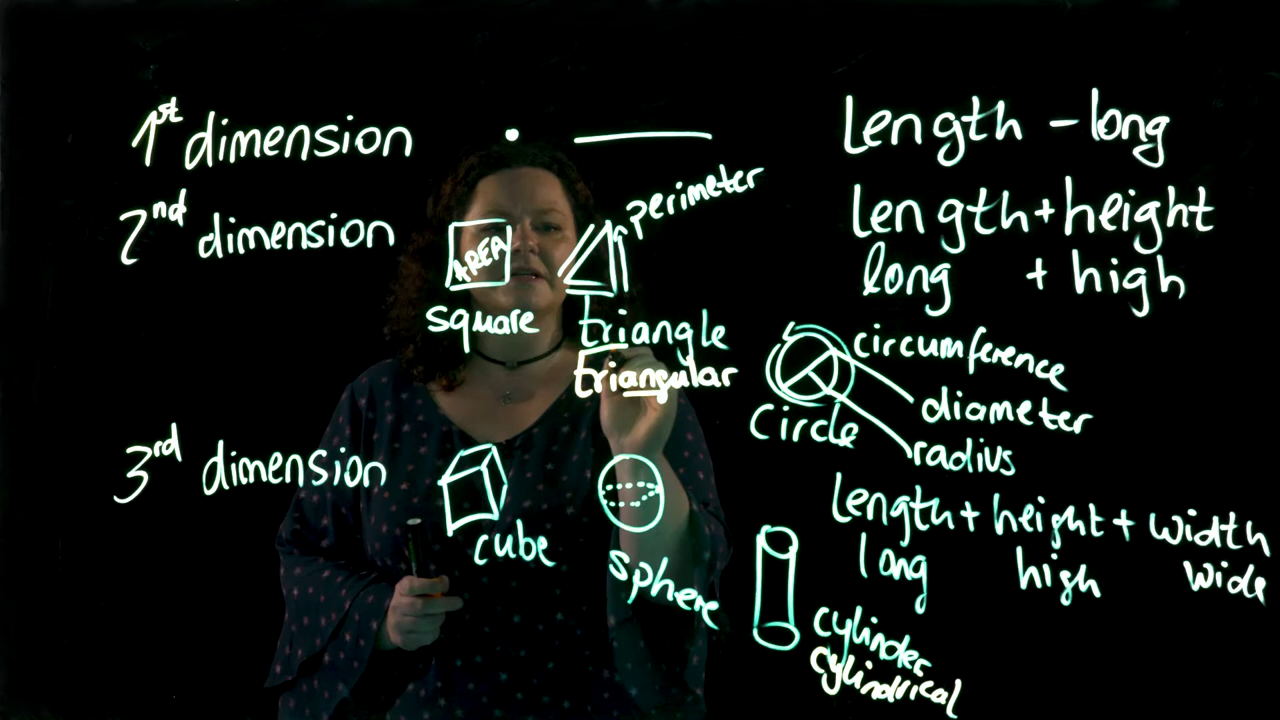 1st dimension
Length - long
2nd dimension
AREA
perimeter
length + height
long + high
square
triangle
triangular
circle
circumference
diameter
radius
3rd dimension
cube
sphere
length + height + width
long high wide
cylinder
cylindrical